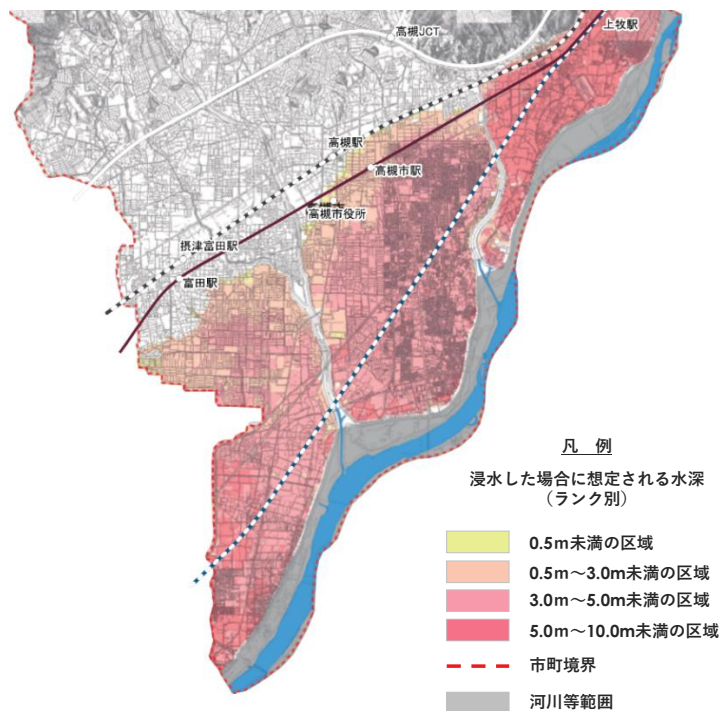 上牧駅
高槻JCT
高槻駅
高槻市駅
高槻市役所
摂津富田駅
富田駅
凡　例
浸水した場合に想定される水深
（ランク別）
0.5m未満の区域
0.5m～3.0m未満の区域
3.0m～5.0m未満の区域
5.0m～10.0m未満の区域
市町境界
河川等範囲